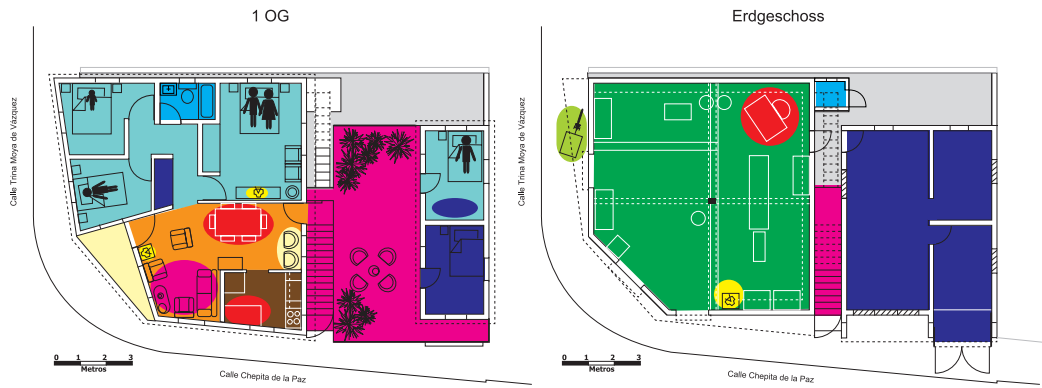 1 OG
Erdgeschoss
Calle Trina Moya de Vázquez
Calle Trina Moya de Vázquez
0 1 2 3
Metros
Calle Chepita de la Paz
0 1 2 3
Metros
Calle Chepita de la Paz